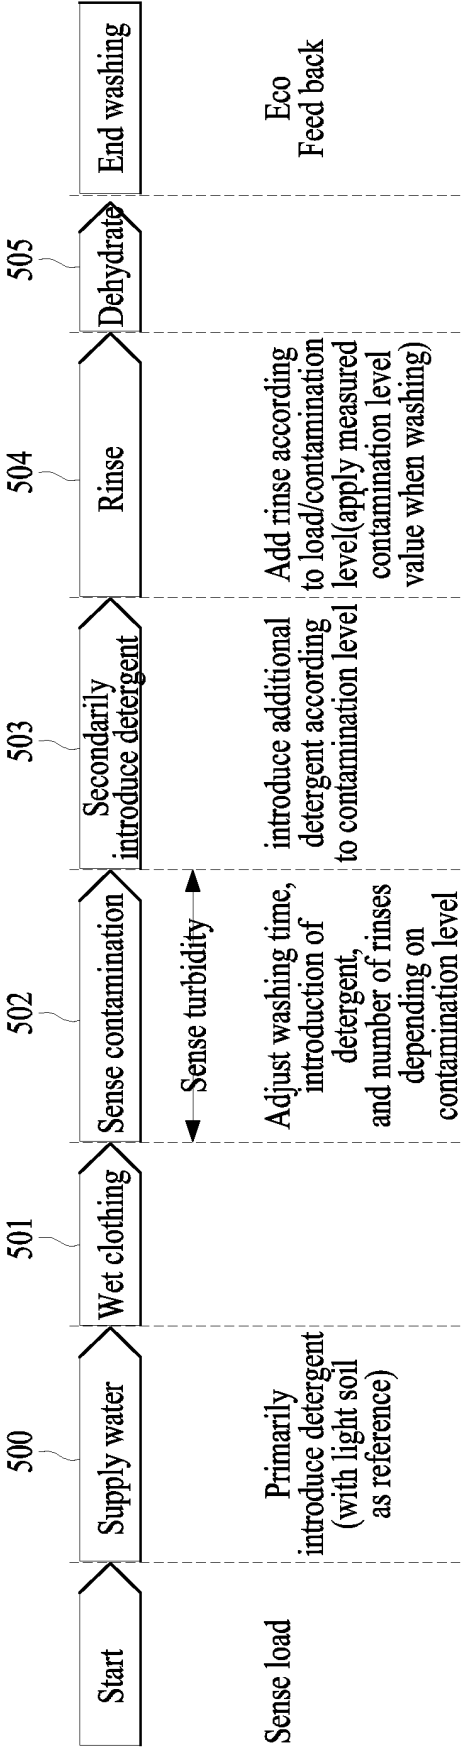 500
501
502
503
504
505
Start
Supply water
Wet clothing
Sense contamination
Secondarily
introduce detergent
Rinse
Dehydrate
End washing
Sense turbidity
Sense load
Primarily
introduce detergent
(with light soil
as reference)
Adjust washing time,
introduction of
detergent,
and number of rinses
depending on
contamination level
introduce additional
detergent according
to contamination level
Add rinse according
to load/contamination
level(apply measured
contamination level
value when washing)
Eco
Feed back